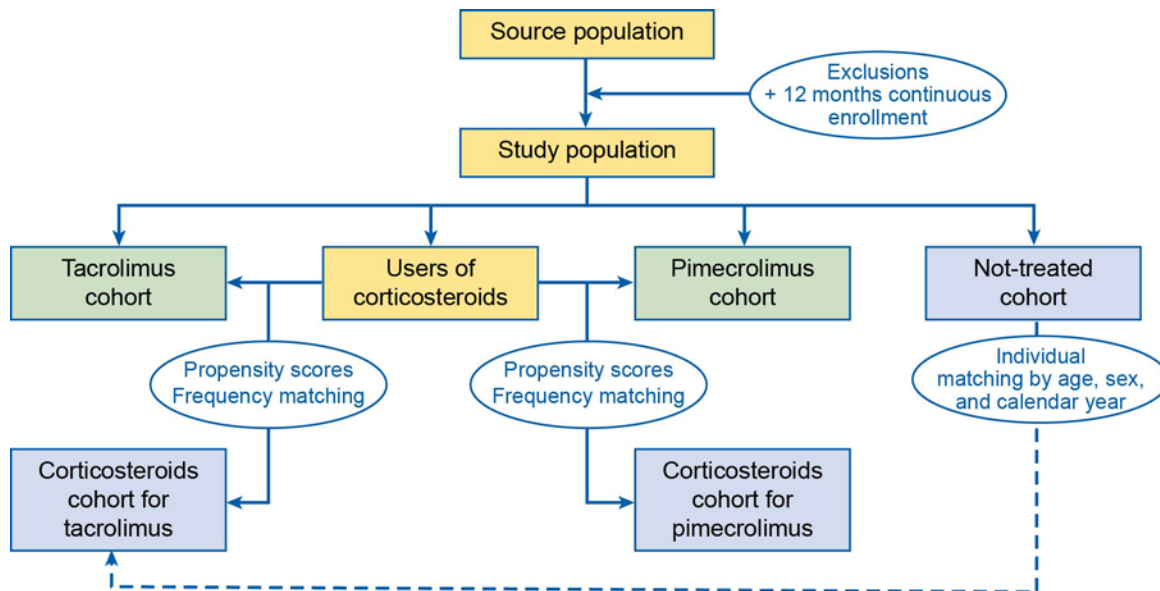 Source population
Exclusions
+ 12 months continuous
enrollment
Study population
Tacrolimus
cohort
Users of
corticosteroids
Pimecrolimus
cohort
Not-treated
cohort
Propensity scores
Frequency matching
Propensity scores
Frequency matching
Individual
matching by age, sex,
and calendar year
Corticosteroids
cohort for
tacrolimus
Corticosteroids
cohort for
pimecrolimus